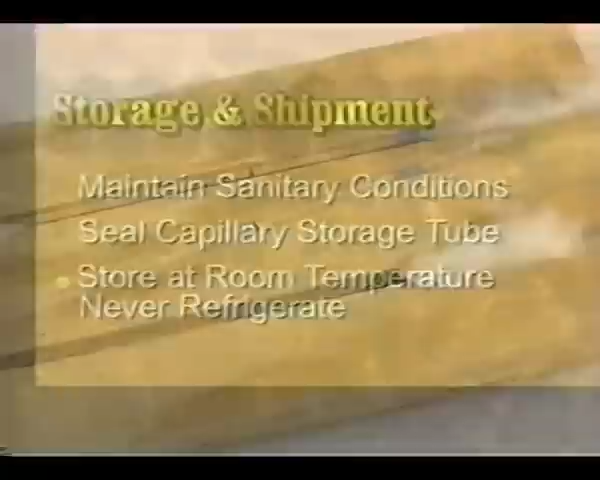 Storage & Shipment
Maintain Sanitary Conditions
Seal Capillary Storage Tube
Store at Room Temperature
Never Refrigerate